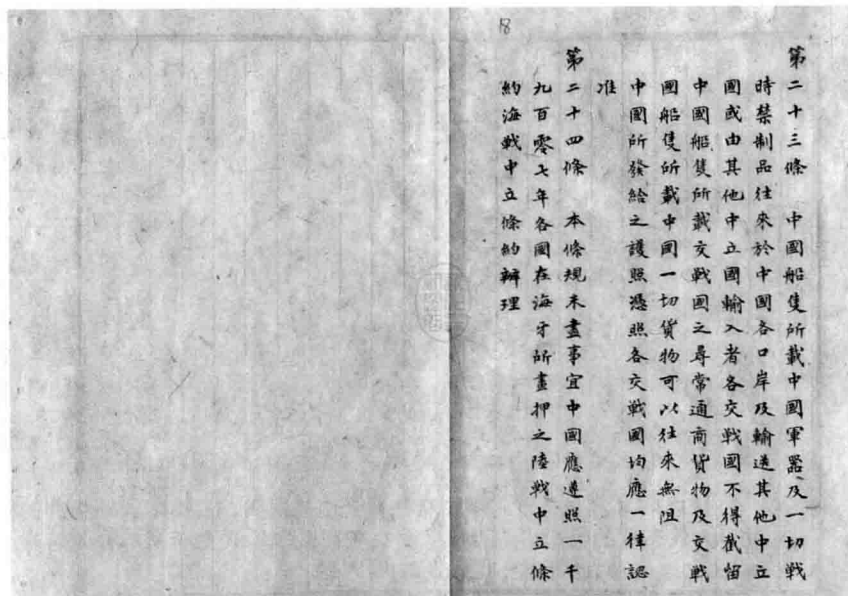 18
第二十三條　中國船隻所載中國軍器及一切戰
時禁制品往來於中國各口岸及輸送其他中立
國或由其他中立國輸入者各交戰國不得截留
中國船隻所載交戰國之尋常通商貨物及交戰
國船隻所載中國一切貨物可以往來無阻
中國所發給之護照憑照各交戰國均應一律認
准
第二十四條　本條規未盡事宜中國應遵照一千
九百零七年各國在海牙所畫押之陸戰中立條
約海戰中立條約辦理